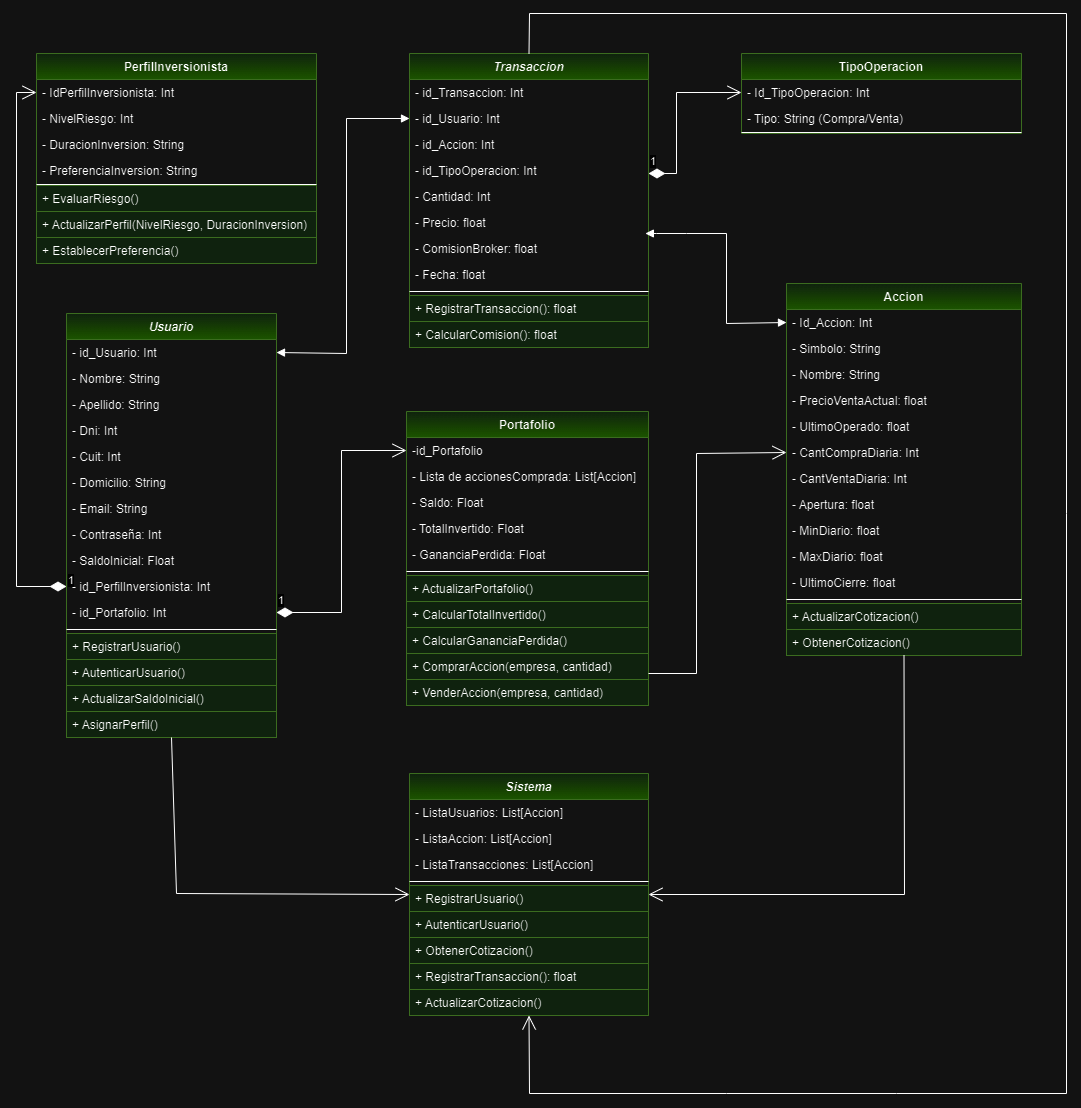 PerfilInversionista
- IdPerfilInversionista: Int
- NivelRiesgo: Int
- DuracionInversion: String
- PreferenciaInversion: String
+ EvaluarRiesgo()
+ ActualizarPerfil(NivelRiesgo, DuracionInversion)
+ EstablecerPreferencia()
Transaccion
- id_Transaccion: Int
- id_Usuario: Int
- id_Accion: Int
- id_TipoOperacion: Int
- Cantidad: Int
- Precio: float
- ComisionBroker: float
- Fecha: float
+ RegistrarTransaccion(): float
+ CalcularComision(): float
1
TipoOperacion
- Id_TipoOperacion: Int
- Tipo: String (Compra/Venta)
Usuario
- id_Usuario: Int
- Nombre: String
- Apellido: String
- Dni: Int
- Cuit: Int
- Domicilio: String
- Email: String
- Contraseña: Int
- SaldoInicial: Float
- id_PerfilInversionista: Int
- id_Portafolio: Int
+ RegistrarUsuario()
+ AutenticarUsuario()
+ ActualizarSaldoInicial()
+ AsignarPerfil()
1
1
Portafolio
-id_Portafolio
- Lista de accionesComprada: List[Accion]
- Saldo: Float
- TotalInvertido: Float
- GananciaPerdida: Float
+ ActualizarPortafolio()
+ CalcularTotalInvertido()
+ CalcularGananciaPerdida()
+ ComprarAccion(empresa, cantidad)
+ VenderAccion(empresa, cantidad)
Accion
- Id_Accion: Int
- Simbolo: String
- Nombre: String
- PrecioVentaActual: float
- UltimoOperado: float
- CantCompraDiaria: Int
- CantVentaDiaria: Int
- Apertura: float
- MinDiario: float
- MaxDiario: float
- UltimoCierre: float
+ ActualizarCotizacion()
+ ObtenerCotizacion()
Sistema
- ListaUsuarios: List[Accion]
- ListaAccion: List[Accion]
- ListaTransacciones: List[Accion]
+ RegistrarUsuario()
+ AutenticarUsuario()
+ ObtenerCotizacion()
+ RegistrarTransaccion(): float
+ ActualizarCotizacion()